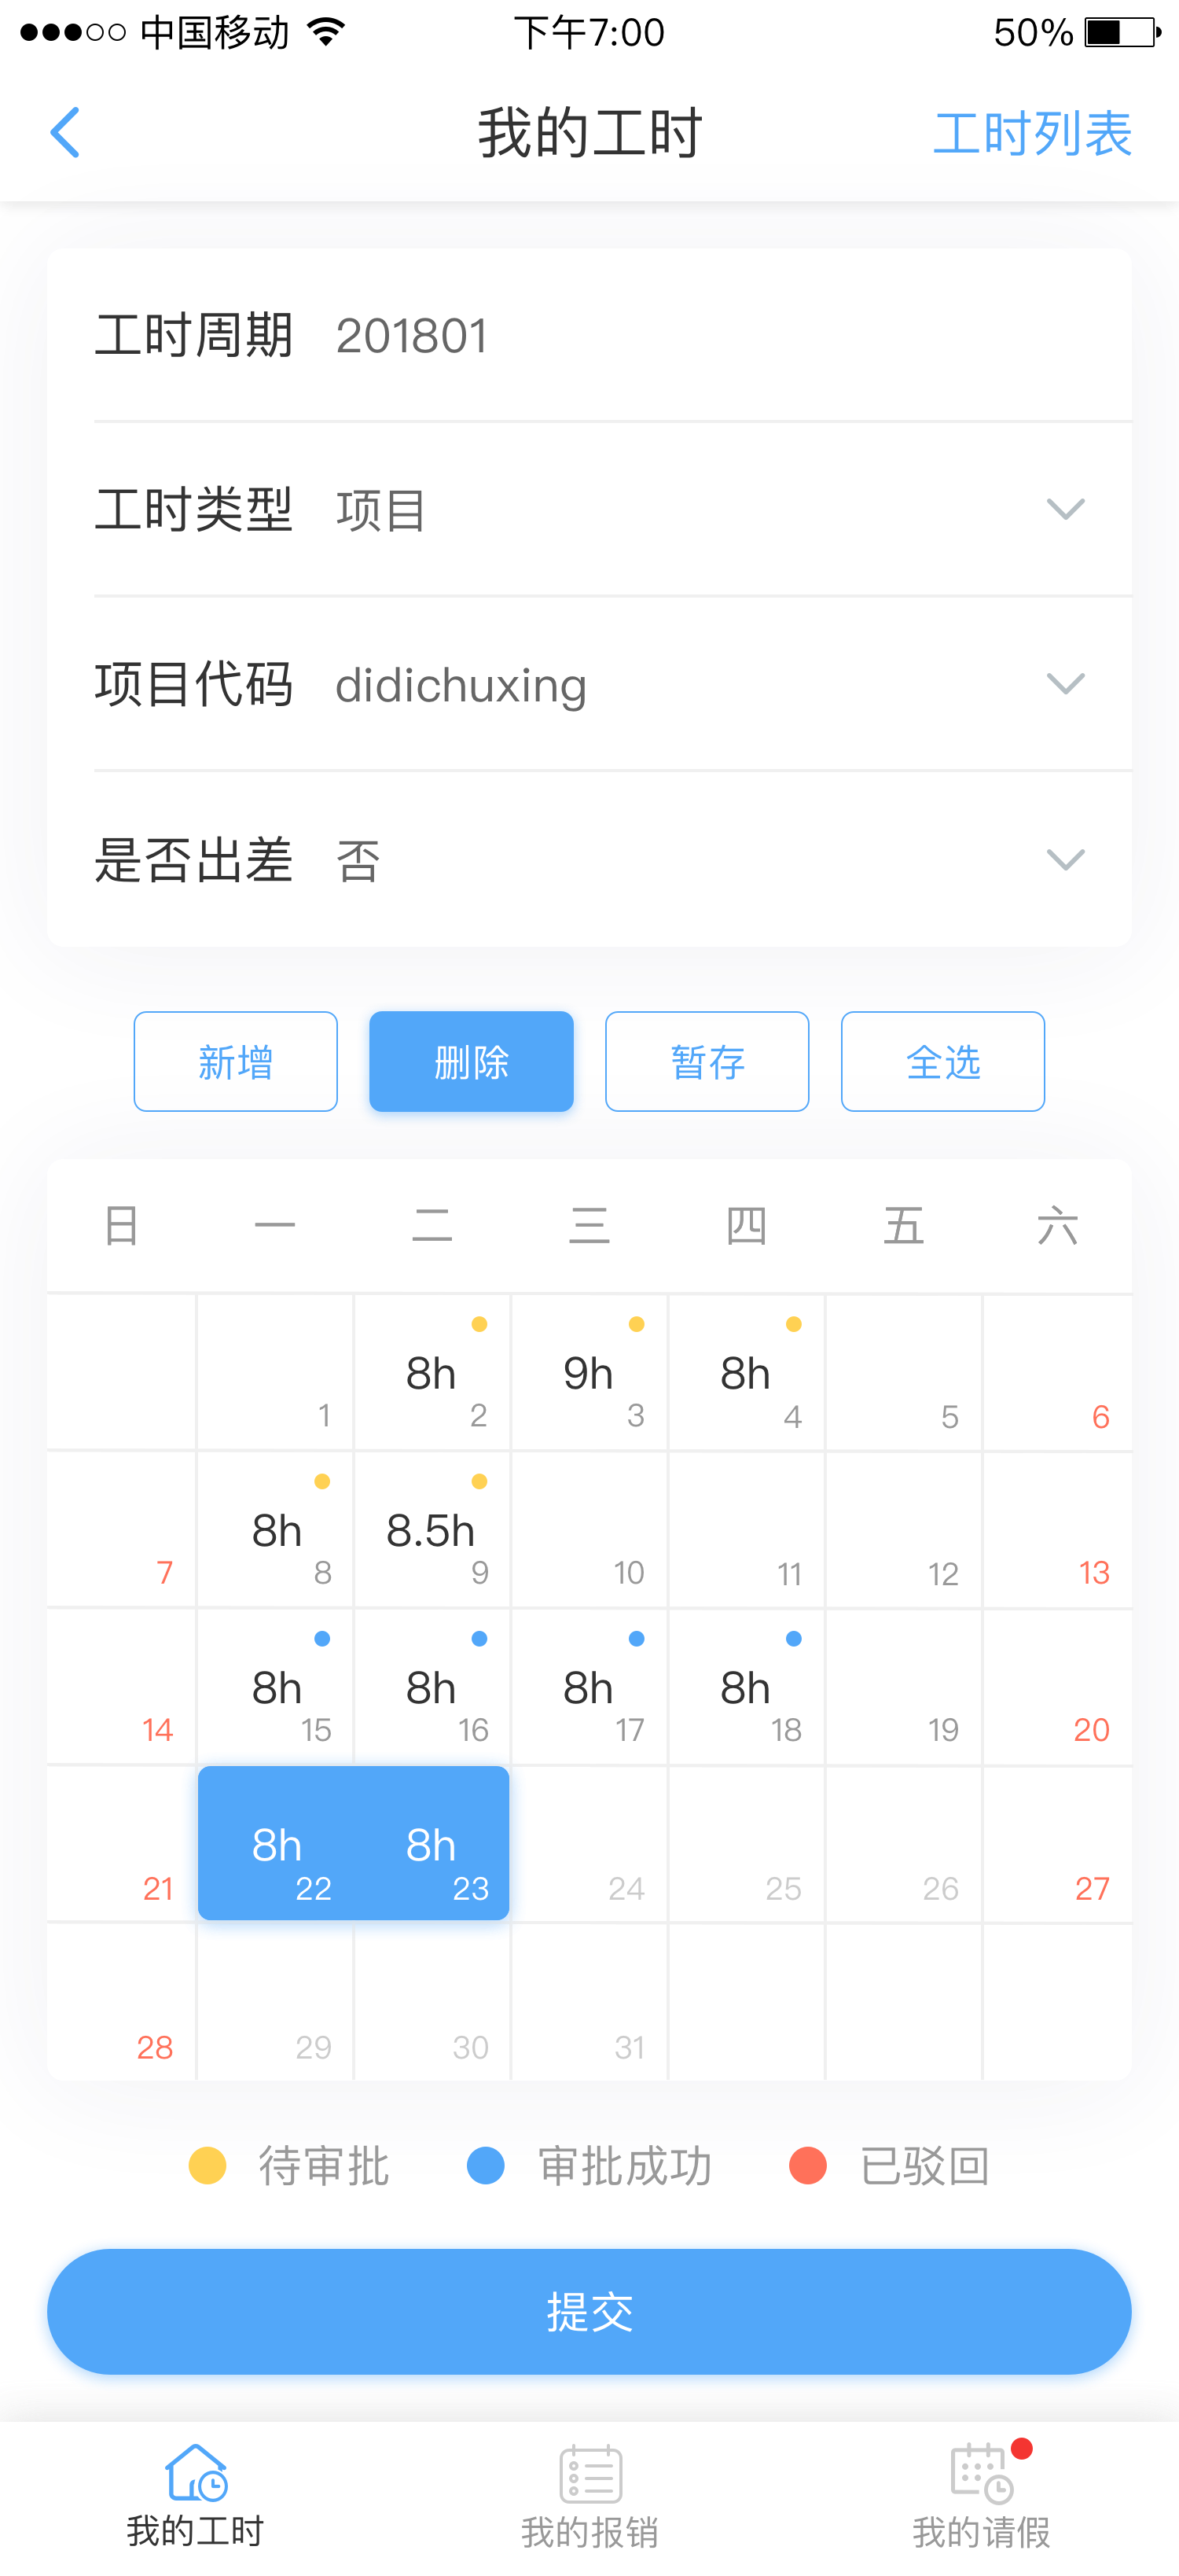 中国移动 下午7:00 50%
我的工时 工时列表
工时周期 201801
工时类型 项目
项目代码 didichuxing
是否出差 否
新增 删除 暂存 全选
日 一 二 三 四 五 六
8h 9h 8h
1 2 3 4 5 6
8h 8.5h
7 8 9 10 11 12 13
8h 8h 8h 8h
14 15 16 17 18 19 20
8h 8h
21 22 23 24 25 26 27
28 29 30 31
待审批 审批成功 已驳回
提交
我的工时 我的报销 我的请假